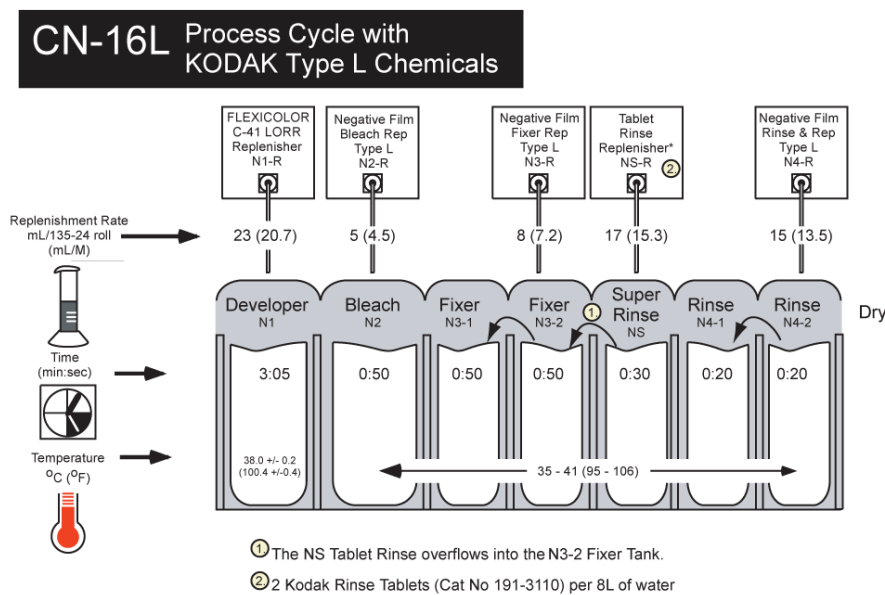 CN-16L Process Cycle with
KODAK Type L Chemicals
FLEXICOLOR
C-41 LORR
Replenisher
N1-R
Negative Film
Bleach Rep
Type L
N2-R
Negative Film
Fixer Rep
Type L
N3-R
Tablet
Rinse
Replenisher*
NS-R
2.
Negative Film
Rinse & Rep
Type L
N4-R
Replenishment Rate
mL/135-24 roll
(mL/M)
23 (20.7)
5 (4.5)
8 (7.2)
17 (15.3)
15 (13.5)
Developer
N1
Bleach
N2
Fixer
N3-1
Fixer
N3-2
1.
Super
Rinse
NS
Rinse
N4-1
Rinse
N4-2
Dry
Time
(min:sec)
3:05
0:50
0:50
0:50
0:30
0:20
0:20
Temperature
ºC (ºF)
38.0 +/- 0.2
(100.4 +/-0.4)
35 - 41 (95 - 106)
1. The NS Tablet Rinse overflows into the N3-2 Fixer Tank.
2. 2 Kodak Rinse Tablets (Cat No 191-3110) per 8L of water